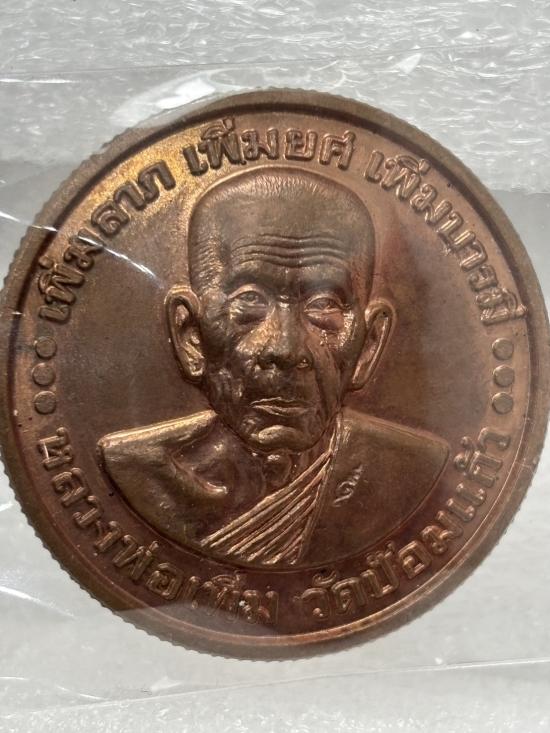 เพิ่มลาภ เพิ่มยศ เพิ่มบารมี
หลวงพ่อเพิ่ม วัดป้อมแก้ว